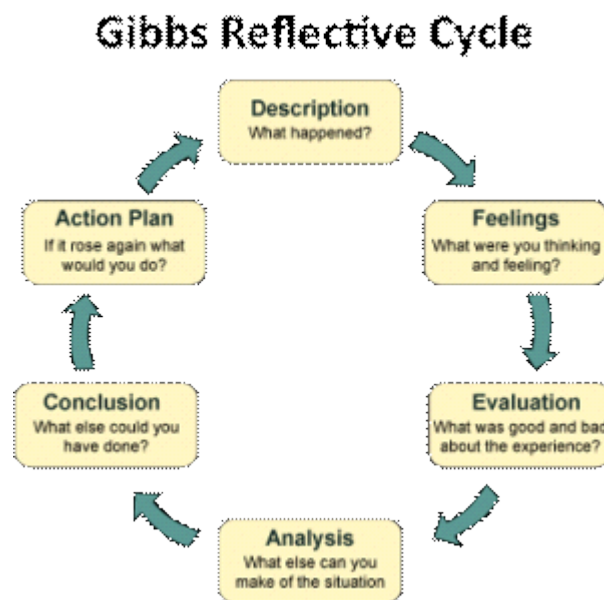 Gibbs Reflective Cycle
Description
What happened?
Feelings
What were you thinking
and feeling?
Evaluation
What was good and bad
about the experience?
Analysis
What else can you
make of the situation
Conclusion
What else could you
have done?
Action Plan
If it rose again what
would you do?